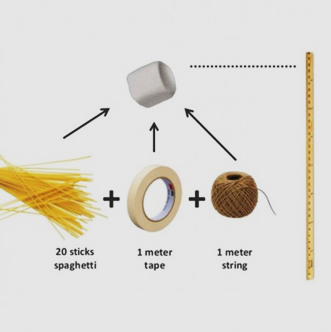 20 sticks
spaghetti
1 meter
tape
1 meter
string